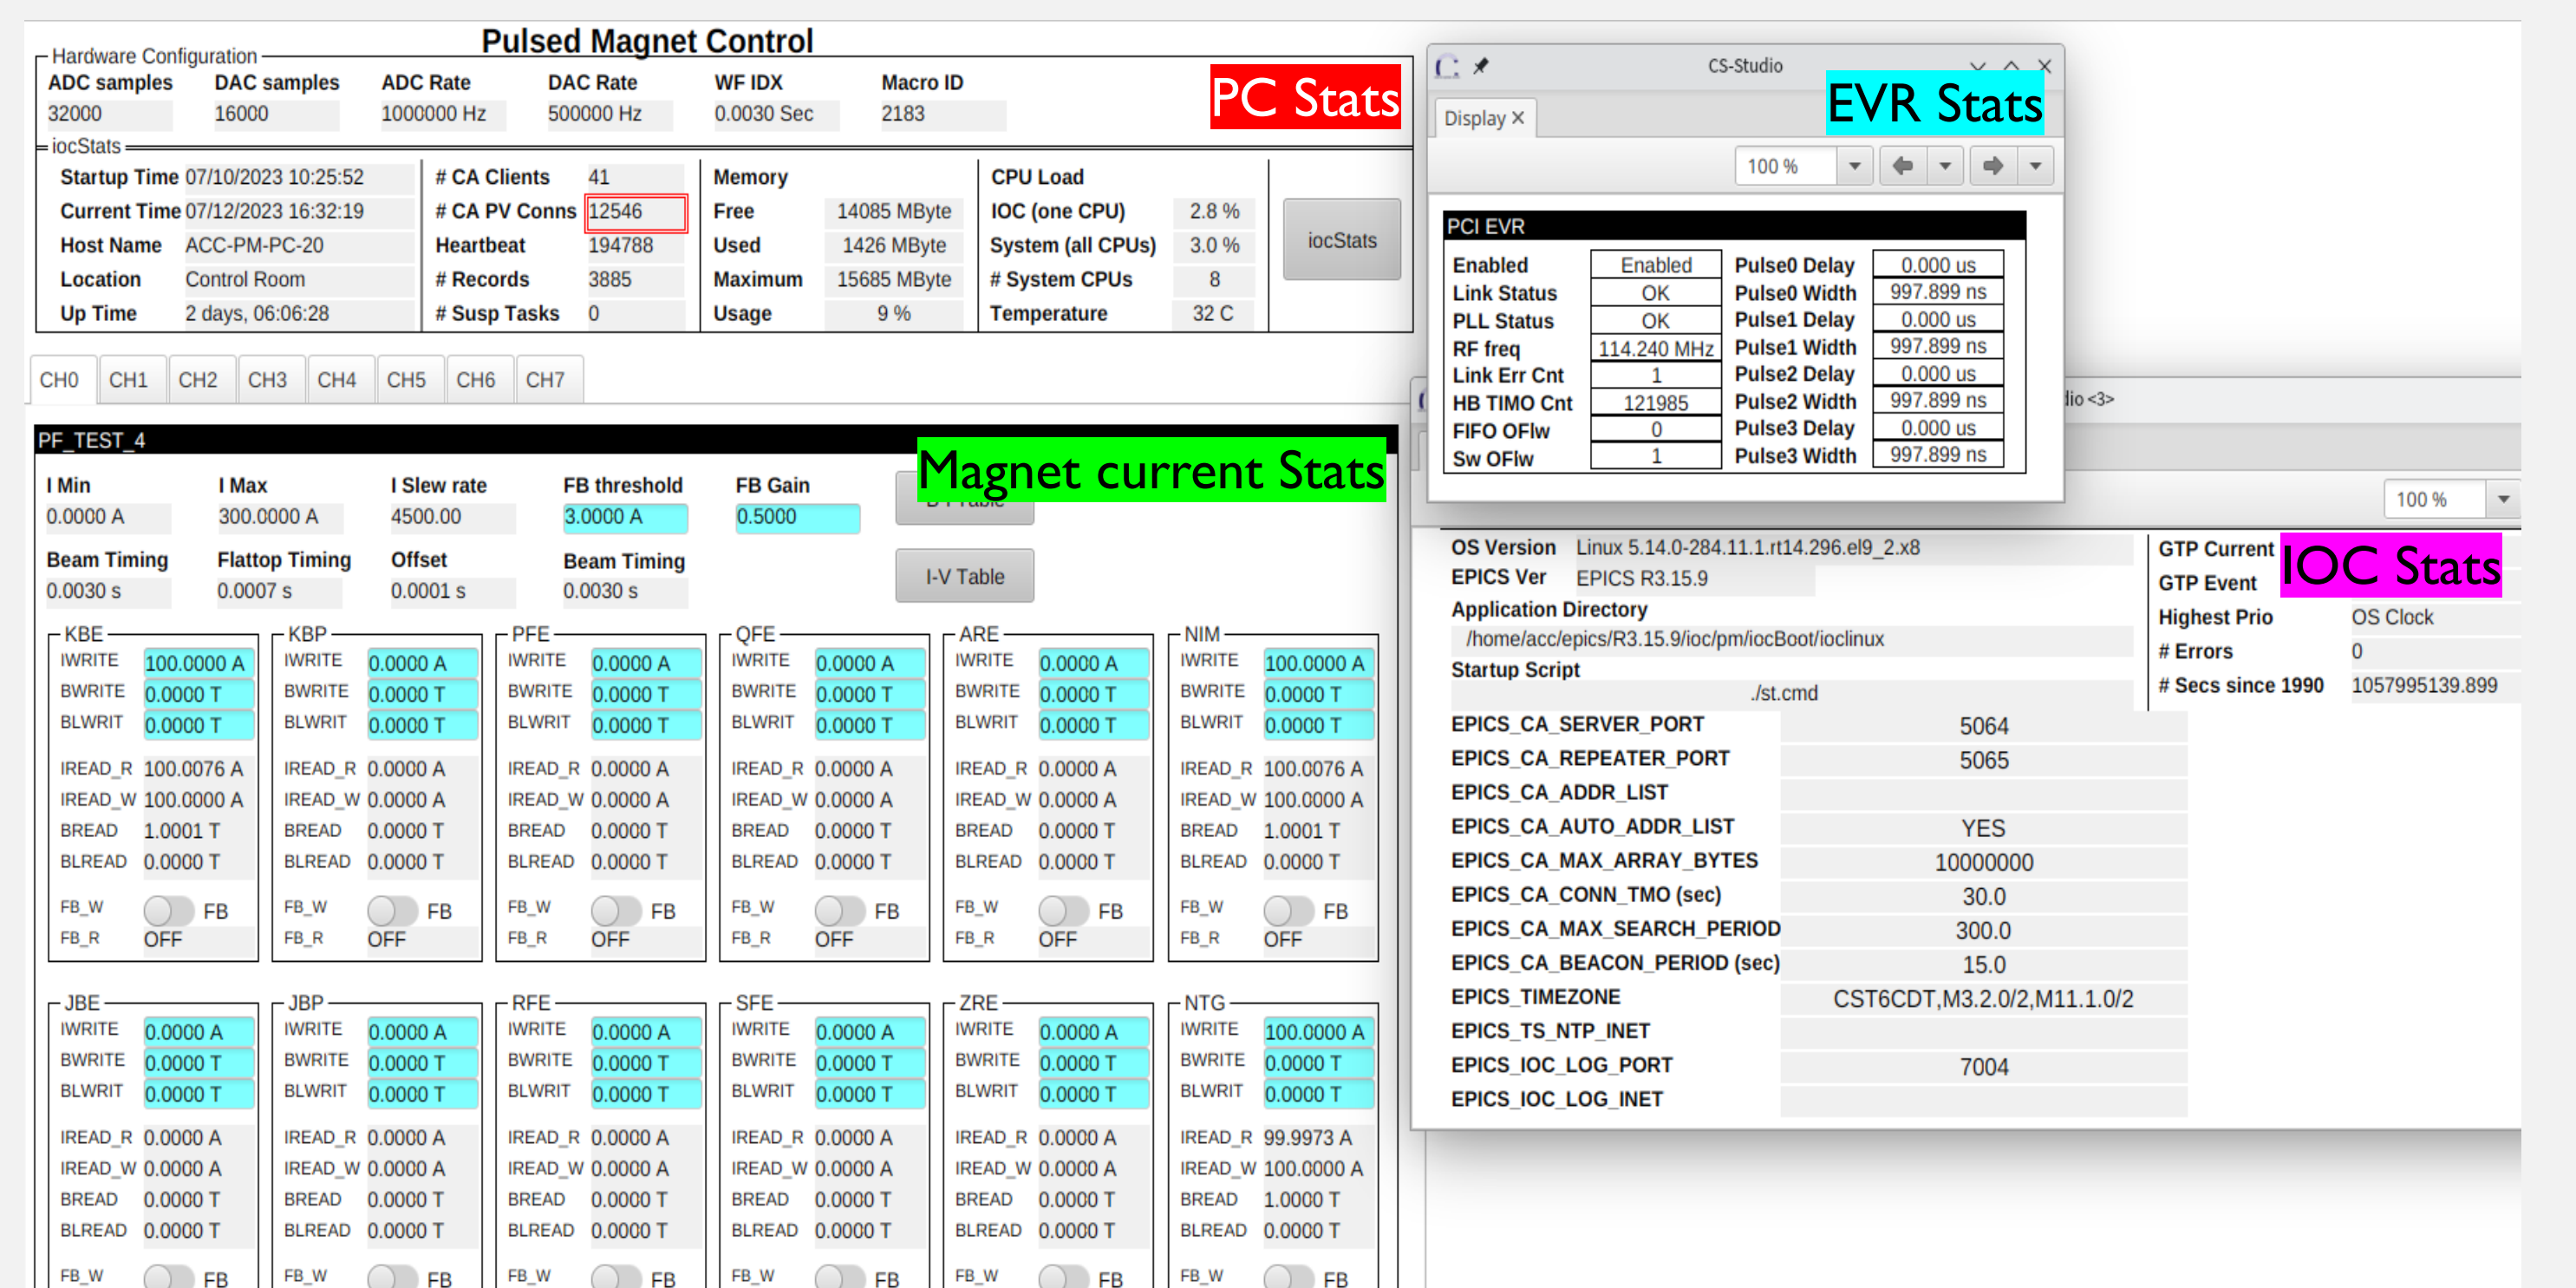 Pulsed Magnet Control
Hardware Configuration
ADC samples DAC samples ADC Rate DAC Rate WF IDX Macro ID
32000 16000 1000000 Hz 500000 Hz 0.0030 Sec 2183
PC Stats
iocStats
Startup Time 07/10/2023 10:25:52 # CA Clients 41 Memory CPU Load
Current Time 07/12/2023 16:32:19 # CA PV Conns 12546 Free 14085 MByte IOC (one CPU) 2.8 %
Host Name ACC-PM-PC-20 Heartbeat 194788 Used 1426 MByte System (all CPUs) 3.0 % iocStats
Location Control Room # Records 3885 Maximum 15685 MByte # System CPUs 8
Up Time 2 days, 06:06:28 # Susp Tasks 0 Usage 9 % Temperature 32 C
CH0 CH1 CH2 CH3 CH4 CH5 CH6 CH7
PF_TEST_4
Magnet current Stats
I Min I Max I Slew rate FB threshold FB Gain
0.0000 A 300.0000 A 4500.00 3.0000 A 0.5000
Beam Timing Flattop Timing Offset Beam Timing
0.0030 s 0.0007 s 0.0001 s 0.0030 s
I-V Table
KBE KBP PFE QFE ARE NIM
IWRITE 100.0000 A IWRITE 0.0000 A IWRITE 0.0000 A IWRITE 0.0000 A IWRITE 0.0000 A IWRITE 100.0000 A
BWRITE 0.0000 T BWRITE 0.0000 T BWRITE 0.0000 T BWRITE 0.0000 T BWRITE 0.0000 T BWRITE 0.0000 T
BLWRIT 0.0000 T BLWRIT 0.0000 T BLWRIT 0.0000 T BLWRIT 0.0000 T BLWRIT 0.0000 T BLWRIT 0.0000 T
IREAD_R 100.0076 A IREAD_R 0.0000 A IREAD_R 0.0000 A IREAD_R 0.0000 A IREAD_R 0.0000 A IREAD_R 100.0076 A
IREAD_W 100.0000 A IREAD_W 0.0000 A IREAD_W 0.0000 A IREAD_W 0.0000 A IREAD_W 0.0000 A IREAD_W 100.0000 A
BREAD 1.0001 T BREAD 0.0000 T BREAD 0.0000 T BREAD 0.0000 T BREAD 0.0000 T BREAD 1.0001 T
BLREAD 0.0000 T BLREAD 0.0000 T BLREAD 0.0000 T BLREAD 0.0000 T BLREAD 0.0000 T BLREAD 0.0000 T
FB_W FB FB_W FB FB_W FB FB_W FB FB_W FB FB_W FB
FB_R OFF FB_R OFF FB_R OFF FB_R OFF FB_R OFF FB_R OFF
JBE JBP RFE SFE ZRE NTG
IWRITE 0.0000 A IWRITE 0.0000 A IWRITE 0.0000 A IWRITE 0.0000 A IWRITE 0.0000 A IWRITE 100.0000 A
BWRITE 0.0000 T BWRITE 0.0000 T BWRITE 0.0000 T BWRITE 0.0000 T BWRITE 0.0000 T BWRITE 0.0000 T
BLWRIT 0.0000 T BLWRIT 0.0000 T BLWRIT 0.0000 T BLWRIT 0.0000 T BLWRIT 0.0000 T BLWRIT 0.0000 T
IREAD_R 0.0000 A IREAD_R 0.0000 A IREAD_R 0.0000 A IREAD_R 0.0000 A IREAD_R 0.0000 A IREAD_R 99.9973 A
IREAD_W 0.0000 A IREAD_W 0.0000 A IREAD_W 0.0000 A IREAD_W 0.0000 A IREAD_W 0.0000 A IREAD_W 100.0000 A
BREAD 0.0000 T BREAD 0.0000 T BREAD 0.0000 T BREAD 0.0000 T BREAD 0.0000 T BREAD 1.0000 T
BLREAD 0.0000 T BLREAD 0.0000 T BLREAD 0.0000 T BLREAD 0.0000 T BLREAD 0.0000 T BLREAD 0.0000 T
FB_W FB FB_W FB FB_W FB FB_W FB FB_W FB FB_W FB
CS-Studio
EVR Stats
Display
100 %
PCI EVR
Enabled Enabled Pulse0 Delay 0.000 us
Link Status OK Pulse0 Width 997.899 ns
PLL Status OK Pulse1 Delay 0.000 us
RF freq 114.240 MHz Pulse1 Width 997.899 ns
Link Err Cnt 1 Pulse2 Delay 0.000 us
HB TIMO Cnt 121985 Pulse2 Width 997.899 ns
FIFO OFlw 0 Pulse3 Delay 0.000 us
Sw OFlw 1 Pulse3 Width 997.899 ns
dio <3>
100 %
IOC Stats
OS Version Linux 5.14.0-284.11.1.rt14.296.el9_2.x8 GTP Current
EPICS Ver EPICS R3.15.9 GTP Event
Application Directory Highest Prio OS Clock
/home/acc/epics/R3.15.9/ioc/pm/iocBoot/ioclinux # Errors 0
Startup Script # Secs since 1990 1057995139.899
./st.cmd
EPICS_CA_SERVER_PORT 5064
EPICS_CA_REPEATER_PORT 5065
EPICS_CA_ADDR_LIST
EPICS_CA_AUTO_ADDR_LIST YES
EPICS_CA_MAX_ARRAY_BYTES 10000000
EPICS_CA_CONN_TMO (sec) 30.0
EPICS_CA_MAX_SEARCH_PERIOD 300.0
EPICS_CA_BEACON_PERIOD (sec) 15.0
EPICS_TIMEZONE CST6CDT,M3.2.0/2,M11.1.0/2
EPICS_TS_NTP_INET
EPICS_IOC_LOG_PORT 7004
EPICS_IOC_LOG_INET